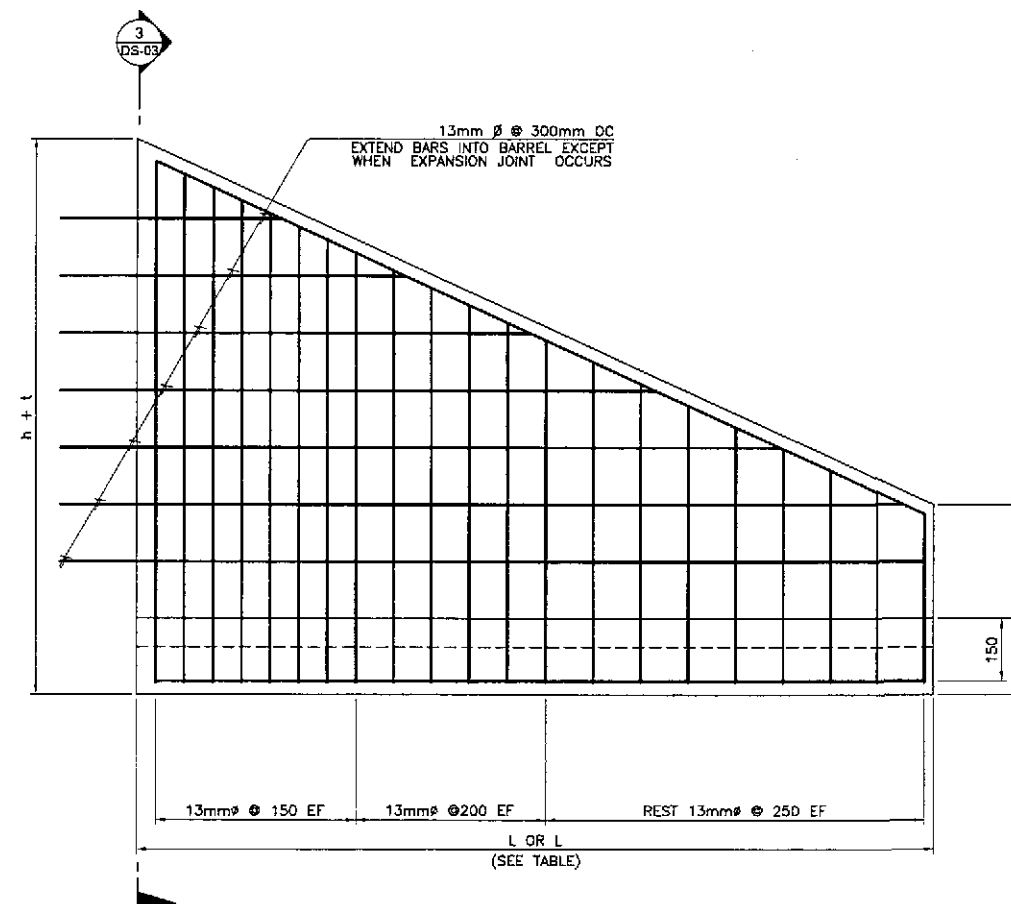 3
DS-03
13mm Ø @ 300mm OC
EXTEND BARS INTO BARREL EXCEPT
WHEN EXPANSION JOINT OCCURS
h + t
150
13mmø @ 150 EF
13mmø @200 EF
REST 13mmø @ 250 EF
L OR L
(SEE TABLE)